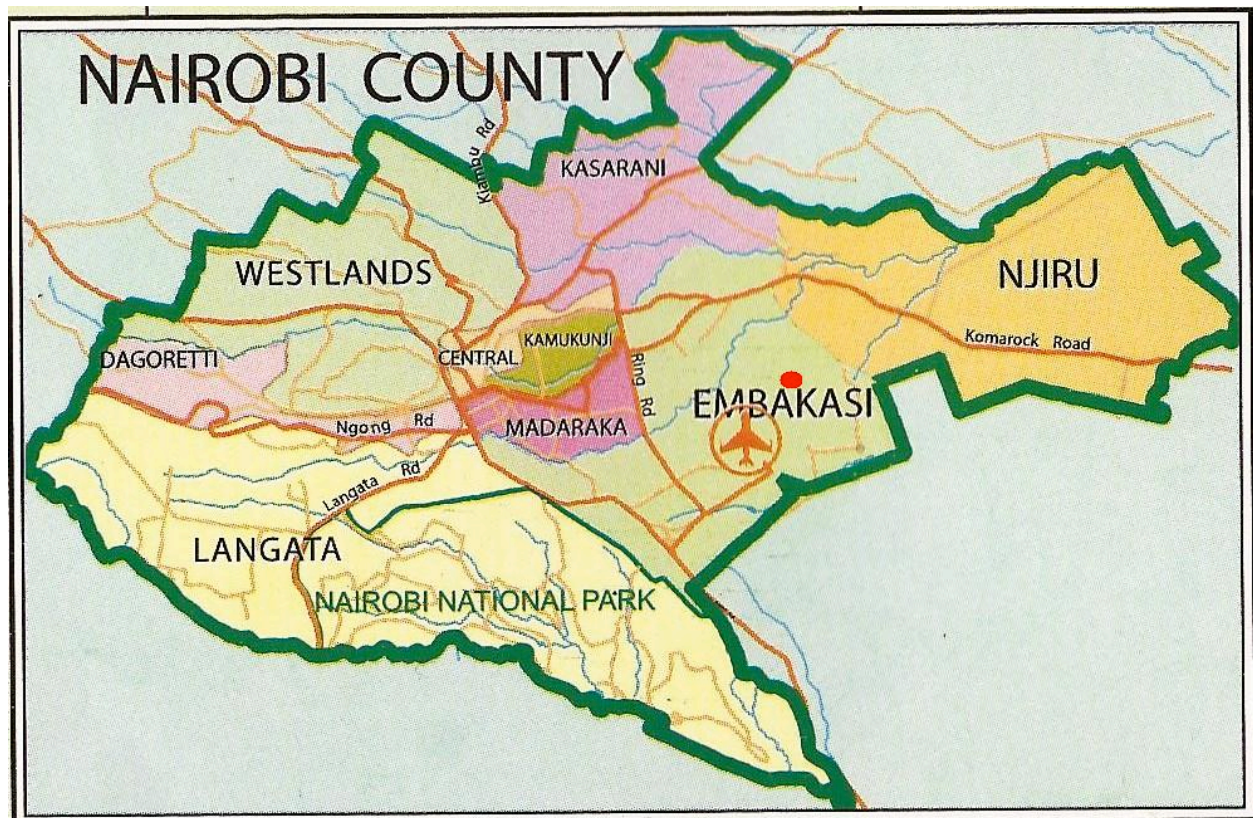 NAIROBI COUNTY
Kiambu Rd
KASARANI
WESTLANDS
NJIRU
Komarock Road
DAGORETTI
CENTRAL
KAMUKUNJI
Ring Rd
EMBAKASI
MADARAKA
Ngong Rd
Langata Rd
LANGATA
NAIROBI NATIONAL PARK